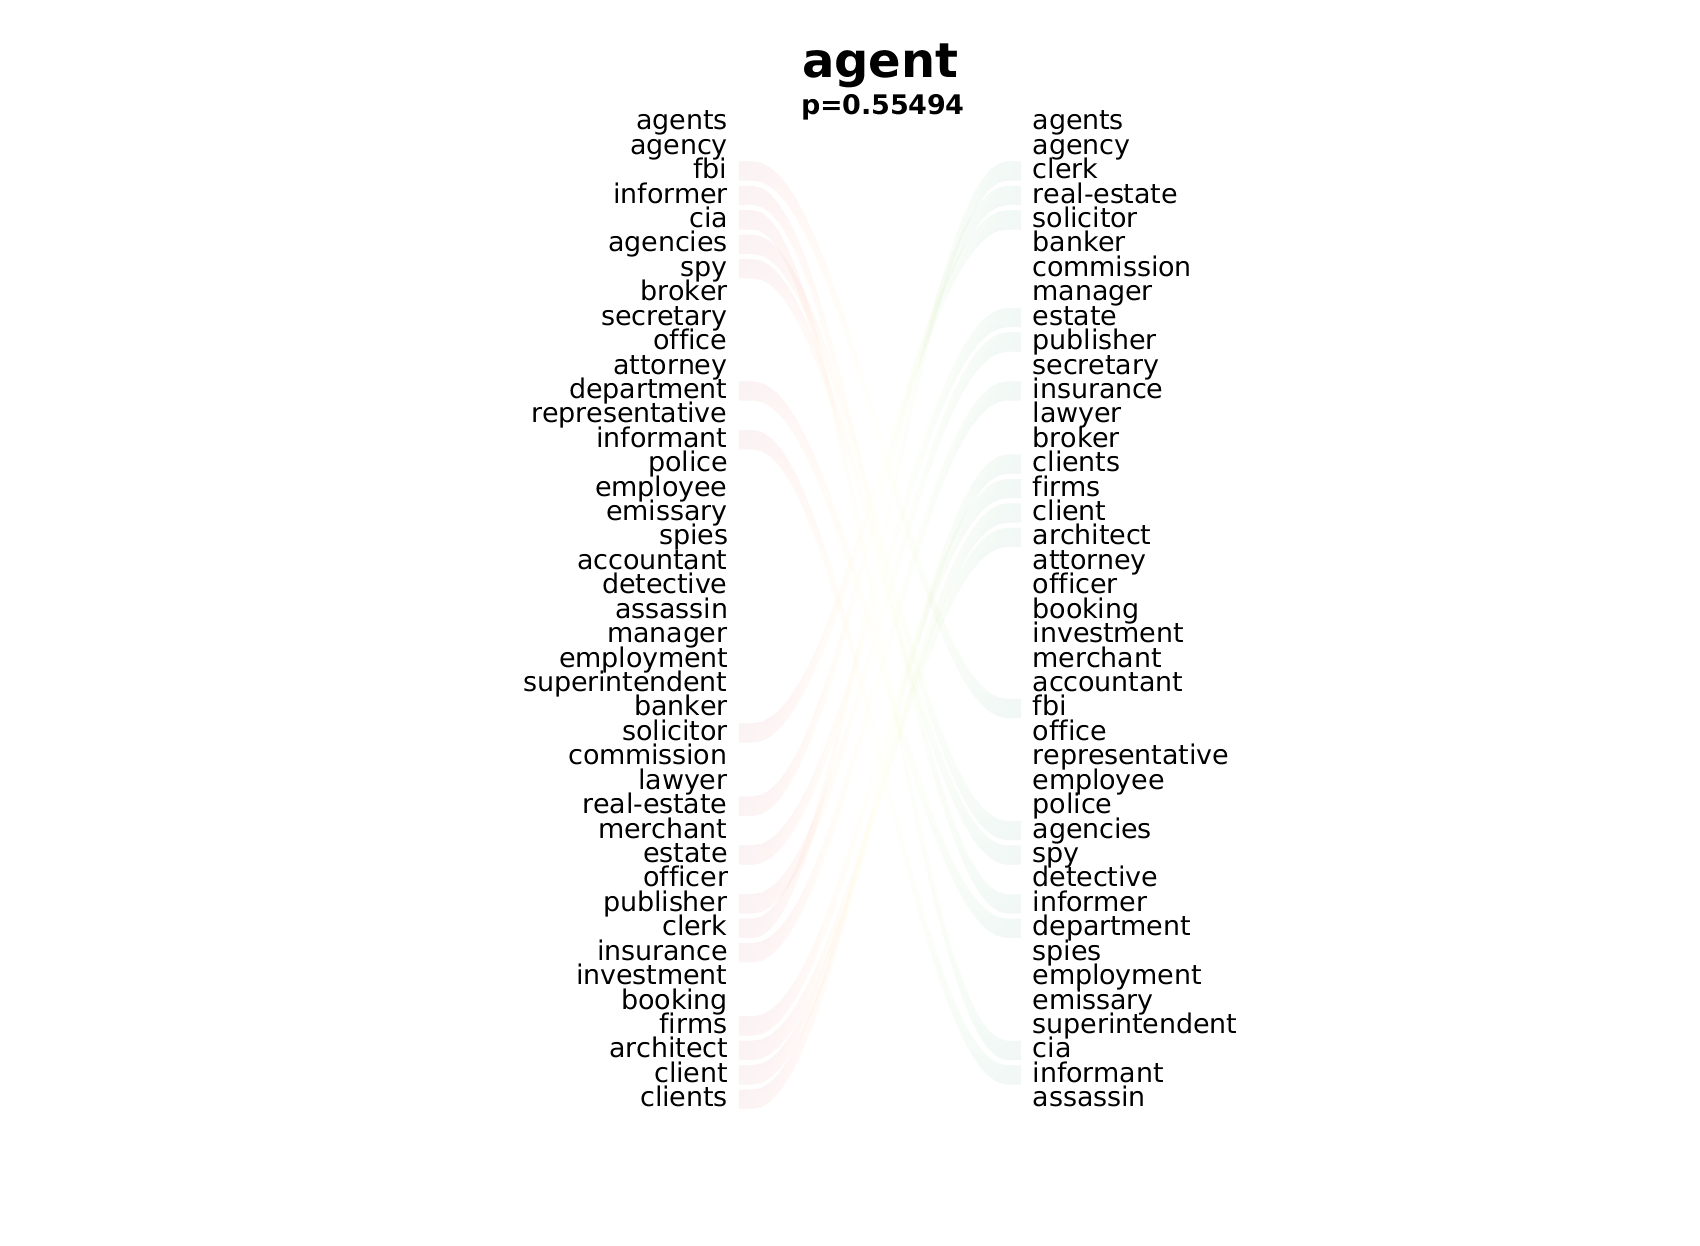 agent
p=0.55494
agents
agency
fbi
informer
cia
agencies
spy
broker
secretary
office
attorney
department
representative
informant
police
employee
emissary
spies
accountant
detective
assassin
manager
employment
superintendent
banker
solicitor
commission
lawyer
real-estate
merchant
estate
officer
publisher
clerk
insurance
investment
booking
firms
architect
client
clients
agents
agency
clerk
real-estate
solicitor
banker
commission
manager
estate
publisher
secretary
insurance
lawyer
broker
clients
firms
client
architect
attorney
officer
booking
investment
merchant
accountant
fbi
office
representative
employee
police
agencies
spy
detective
informer
department
spies
employment
emissary
superintendent
cia
informant
assassin